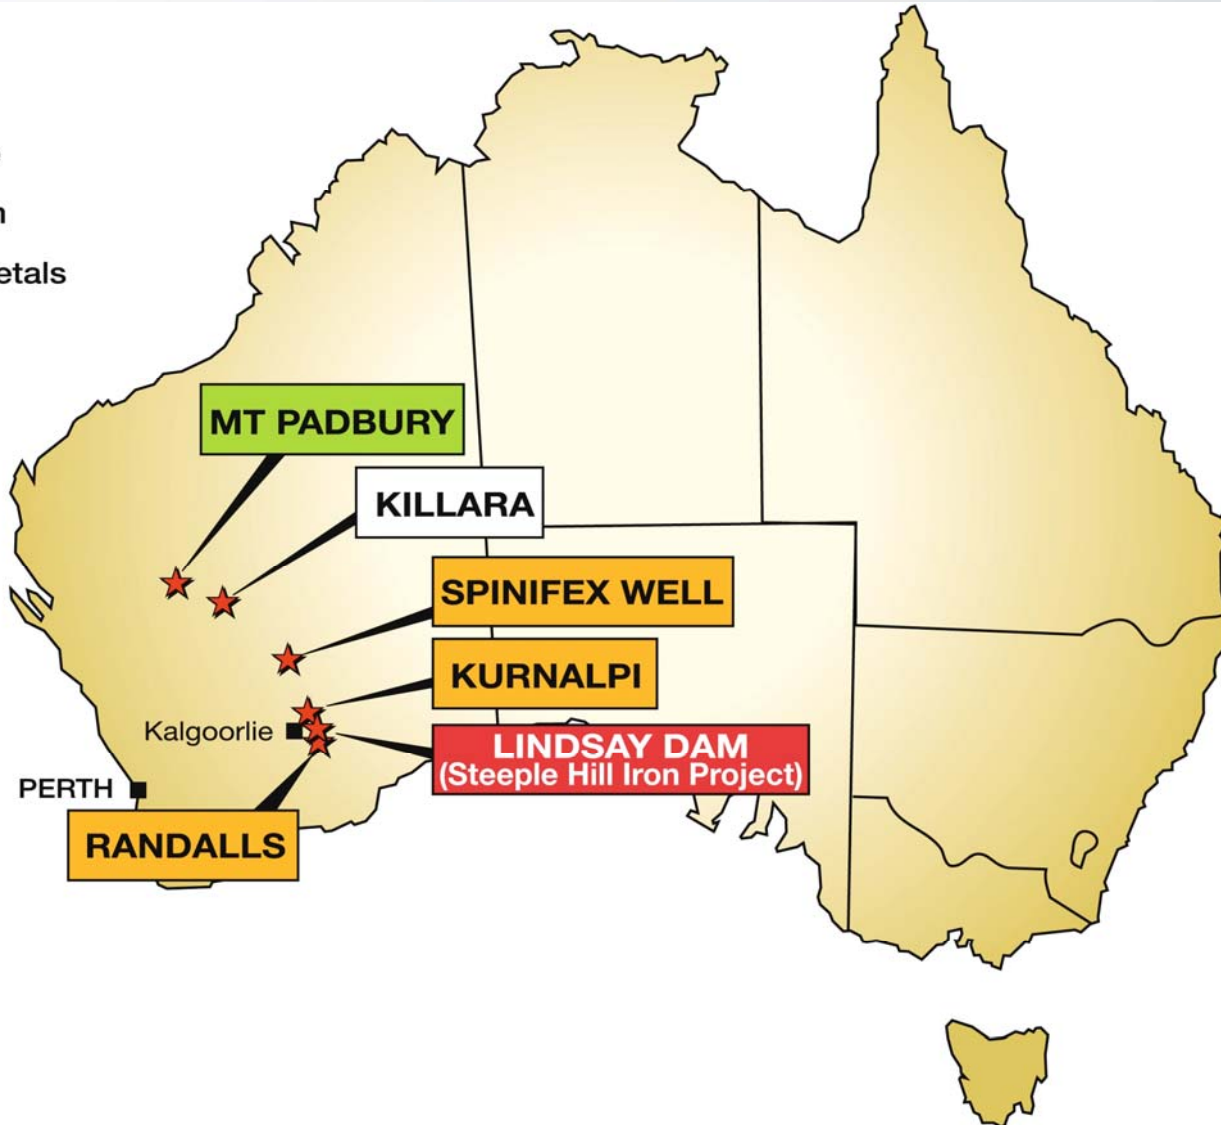 MT PADBURY
KILLARA
SPINIFEX WELL
KURNALPI
Kalgoorlie
LINDSAY DAM
(Steeple Hill Iron Project)
PERTH
RANDALLS